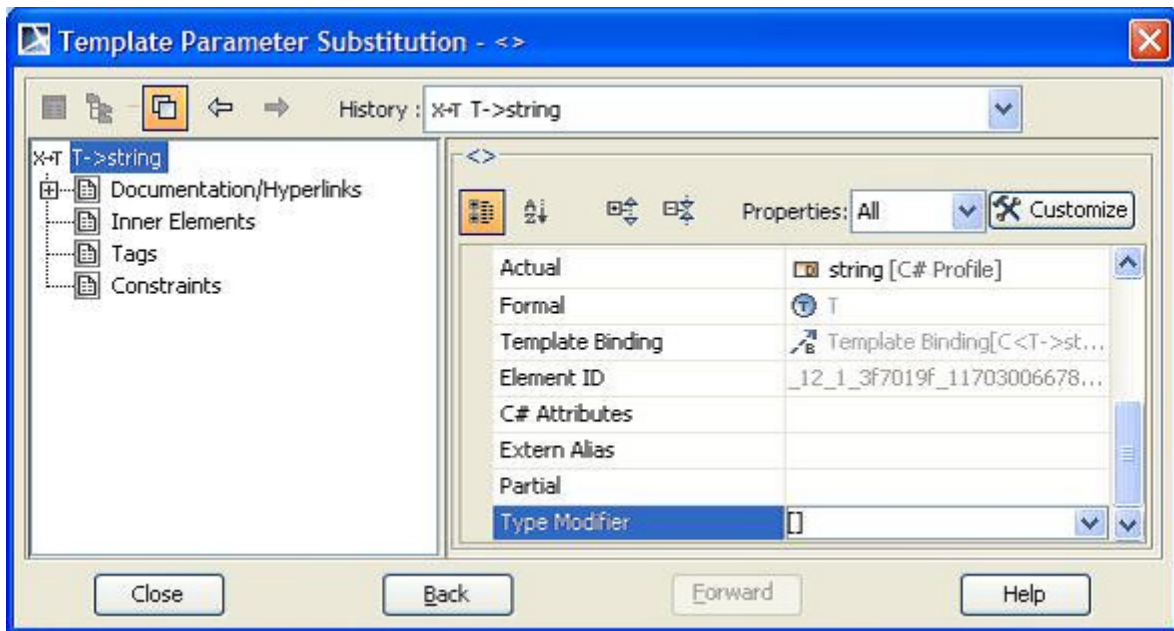 Template Parameter Substitution - <>
History : X→T T->string
X→T T->string
Documentation/Hyperlinks
Inner Elements
Tags
Constraints
<>
Properties: All Customize
Actual string [C# Profile]
Formal T
Template Binding Template Binding[C<T->st...
Element ID _12_1_3f7019f_11703006678...
C# Attributes
Extern Alias
Partial
Type Modifier []
Close Back Forward Help